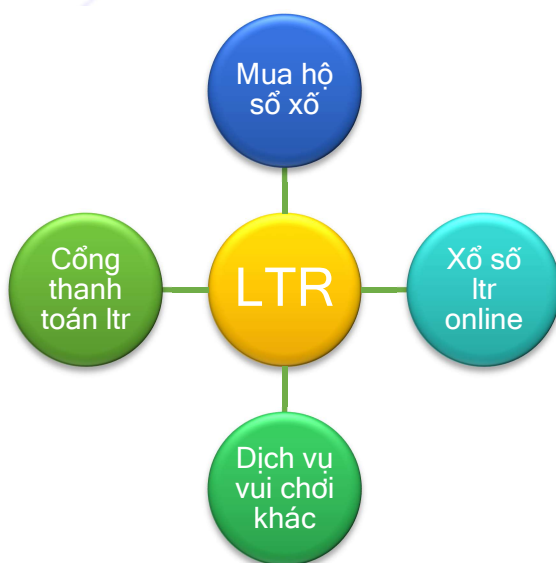 Mua hộ
sổ xố
Cổng
thanh
toán ltr
LTR
Xổ số
ltr
online
Dịch vụ
vui chơi
khác